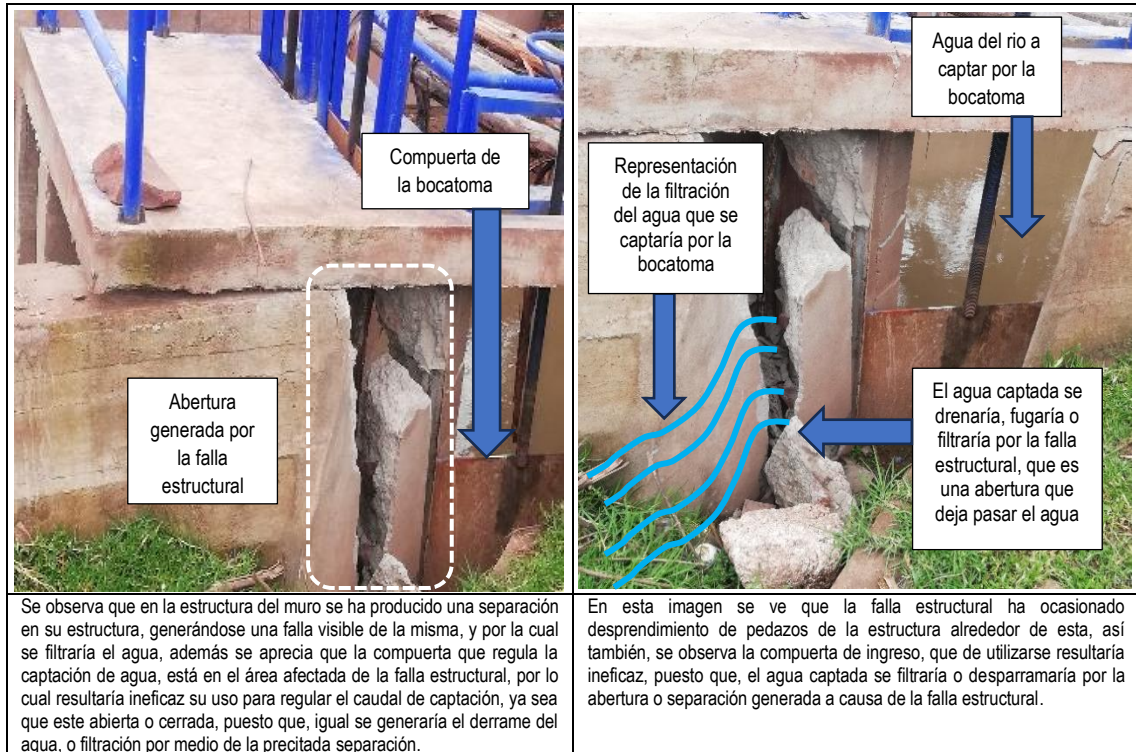 Compuerta de
la bocatoma
Abertura
generada por
la falla
estructural
Agua del rio a
captar por la
bocatoma
Representación
de la filtración
del agua que se
captaría por la
bocatoma
El agua captada se
drenaría, fugaría o
filtraría por la falla
estructural, que es
una abertura que
deja pasar el agua
Se observa que en la estructura del muro se ha producido una separación
en su estructura, generándose una falla visible de la misma, y por la cual
se filtraría el agua, además se aprecia que la compuerta que regula la
captación de agua, está en el área afectada de la falla estructural, por lo
cual resultaría ineficaz su uso para regular el caudal de captación, ya sea
que este abierta o cerrada, puesto que, igual se generaría el derrame del
agua, o filtración por medio de la precitada separación.
En esta imagen se ve que la falla estructural ha ocasionado
desprendimiento de pedazos de la estructura alrededor de esta, así
también, se observa la compuerta de ingreso, que de utilizarse resultaría
ineficaz, puesto que, el agua captada se filtraría o desparramaría por la
abertura o separación generada a causa de la falla estructural.